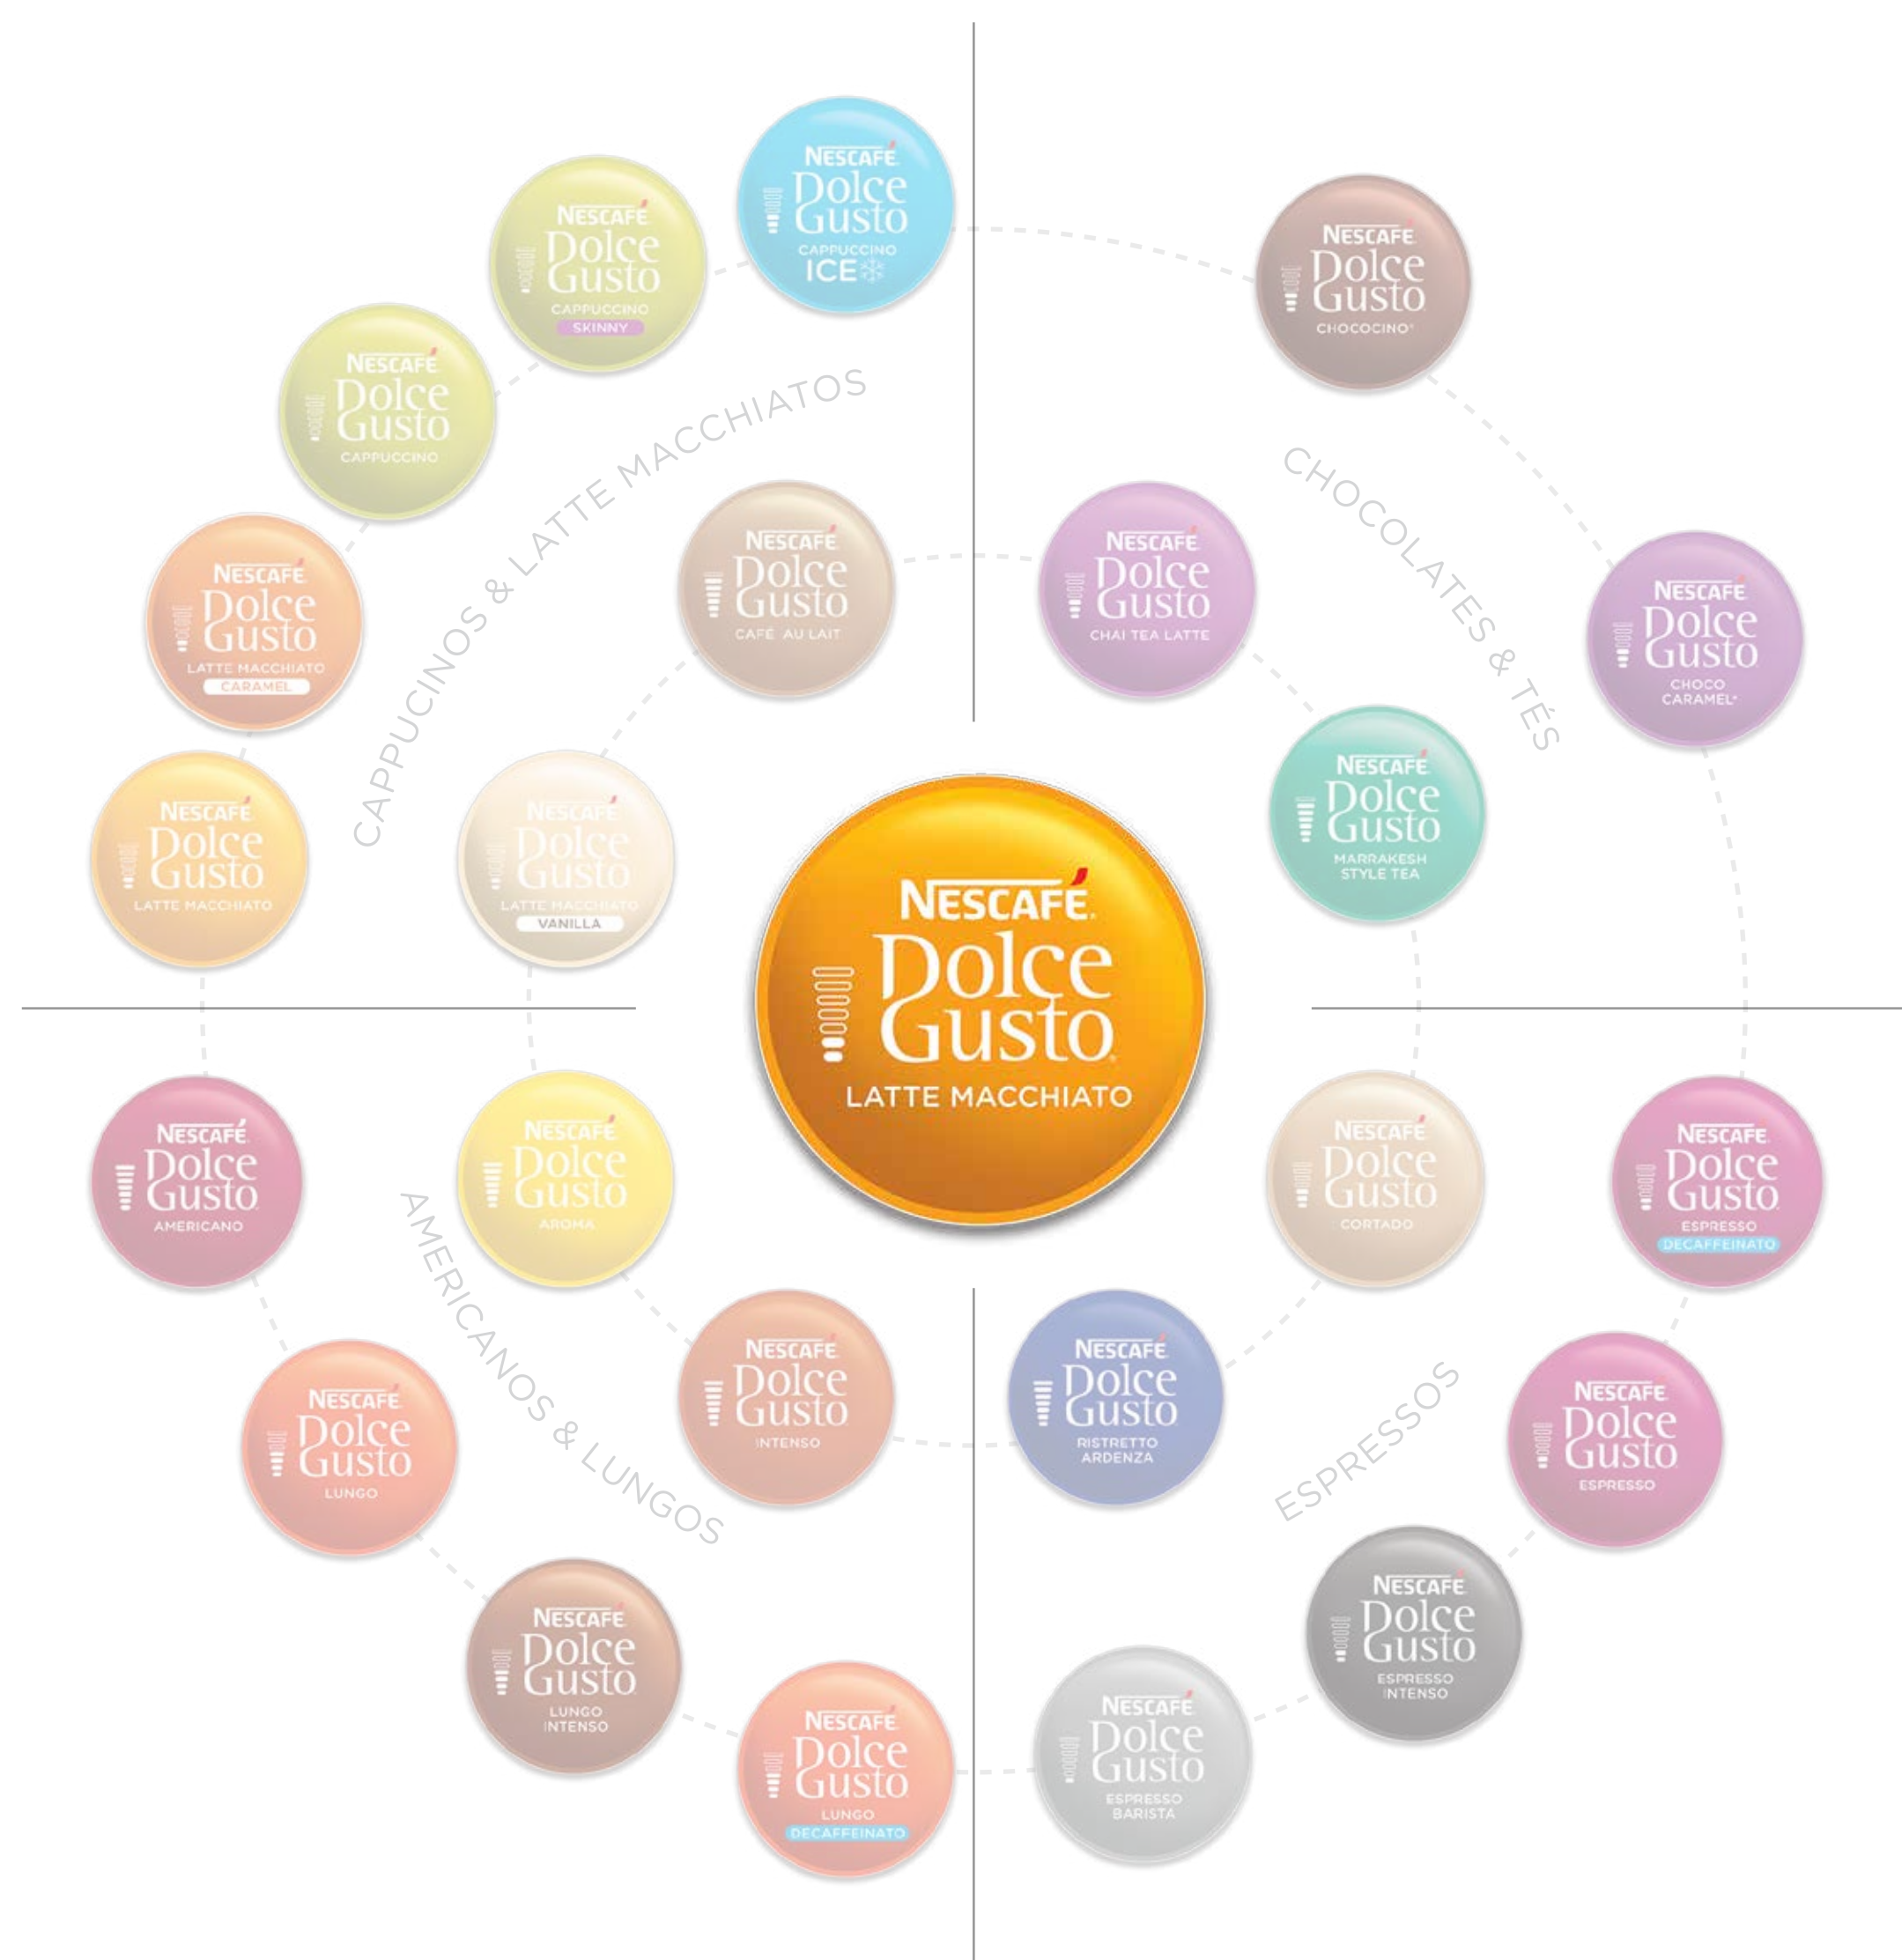 NESCAFÉ
Dolce
Gusto
CAPPUCCINO
ICE
NESCAFÉ
Dolce
Gusto
CAPPUCCINO
SKINNY
NESCAFÉ
Dolce
Gusto
CAPPUCCINO
NESCAFÉ
Dolce
Gusto
LATTE MACCHIATO
CARAMEL
NESCAFÉ
Dolce
Gusto
LATTE MACCHIATO
CAPPUCINOS & LATTE MACCHIATOS
NESCAFÉ
Dolce
Gusto
CAFÉ AU LAIT
NESCAFÉ
Dolce
Gusto
LATTE MACCHIATO
VANILLA
NESCAFÉ
Dolce
Gusto
CHOCOCINO*
CHOCOLATES & TÉS
NESCAFÉ
Dolce
Gusto
CHAI TEA LATTE
NESCAFÉ
Dolce
Gusto
CHOCO
CARAMEL*
NESCAFÉ
Dolce
Gusto
MARRAKESH
STYLE TEA
NESCAFÉ.
Dolce
Gusto
LATTE MACCHIATO
NESCAFÉ
Dolce
Gusto
AMERICANO
NESCAFÉ
Dolce
Gusto
AROMA
AMERICANOS & LUNGOS
NESCAFÉ
Dolce
Gusto
INTENSO
NESCAFÉ
Dolce
Gusto
LUNGO
NESCAFÉ
Dolce
Gusto
LUNGO
INTENSO
NESCAFÉ
Dolce
Gusto
LUNGO
DECAFFEINATO
NESCAFÉ
Dolce
Gusto
CORTADO
NESCAFÉ
Dolce
Gusto
ESPRESSO
DECAFFEINATO
NESCAFÉ
Dolce
Gusto
RISTRETTO
ARDENZA
ESPRESSOS
NESCAFÉ
Dolce
Gusto
ESPRESSO
NESCAFÉ
Dolce
Gusto
ESPRESSO
INTENSO
NESCAFÉ
Dolce
Gusto
ESPRESSO
BARISTA